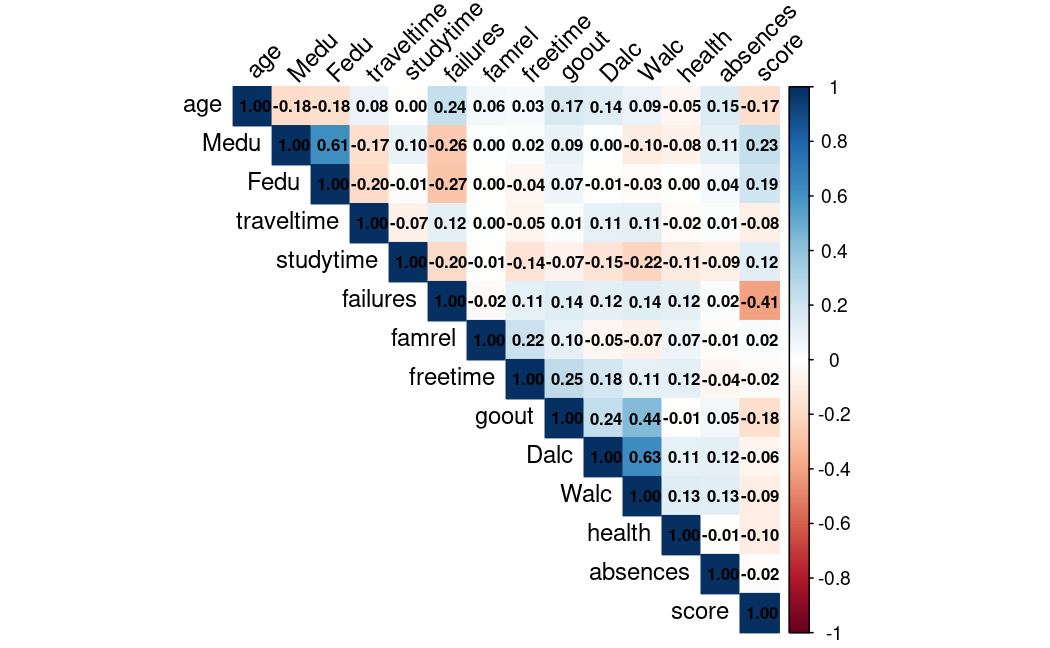 age Medu Fedu traveltime studytime failures famrel freetime goout Dalc Walc health absences score
age 1.00 -0.18 -0.18 0.08 0.00 0.24 0.06 0.03 0.17 0.14 0.09 -0.05 0.15 -0.17
Medu 1.00 0.61 -0.17 0.10 -0.26 0.00 0.02 0.09 0.00 -0.10 -0.08 0.11 0.23
Fedu 1.00 -0.20 -0.01 -0.27 0.00 -0.04 0.07 -0.01 -0.03 0.00 0.04 0.19
traveltime 1.00 -0.07 0.12 0.00 -0.05 0.01 0.11 0.11 -0.02 0.01 -0.08
studytime 1.00 -0.20 -0.01 -0.14 -0.07 -0.15 -0.22 -0.11 -0.09 0.12
failures 1.00 -0.02 0.11 0.14 0.12 0.14 0.12 0.02 -0.41
famrel 1.00 0.22 0.10 -0.05 -0.07 0.07 -0.01 0.02
freetime 1.00 0.25 0.18 0.11 0.12 -0.04 -0.02
goout 1.00 0.24 0.44 -0.01 0.05 -0.18
Dalc 1.00 0.63 0.11 0.12 -0.06
Walc 1.00 0.13 0.13 -0.09
health 1.00 -0.01 -0.10
absences 1.00 -0.02
score 1.00
1
0.8
0.6
0.4
0.2
0
-0.2
-0.4
-0.6
-0.8
-1